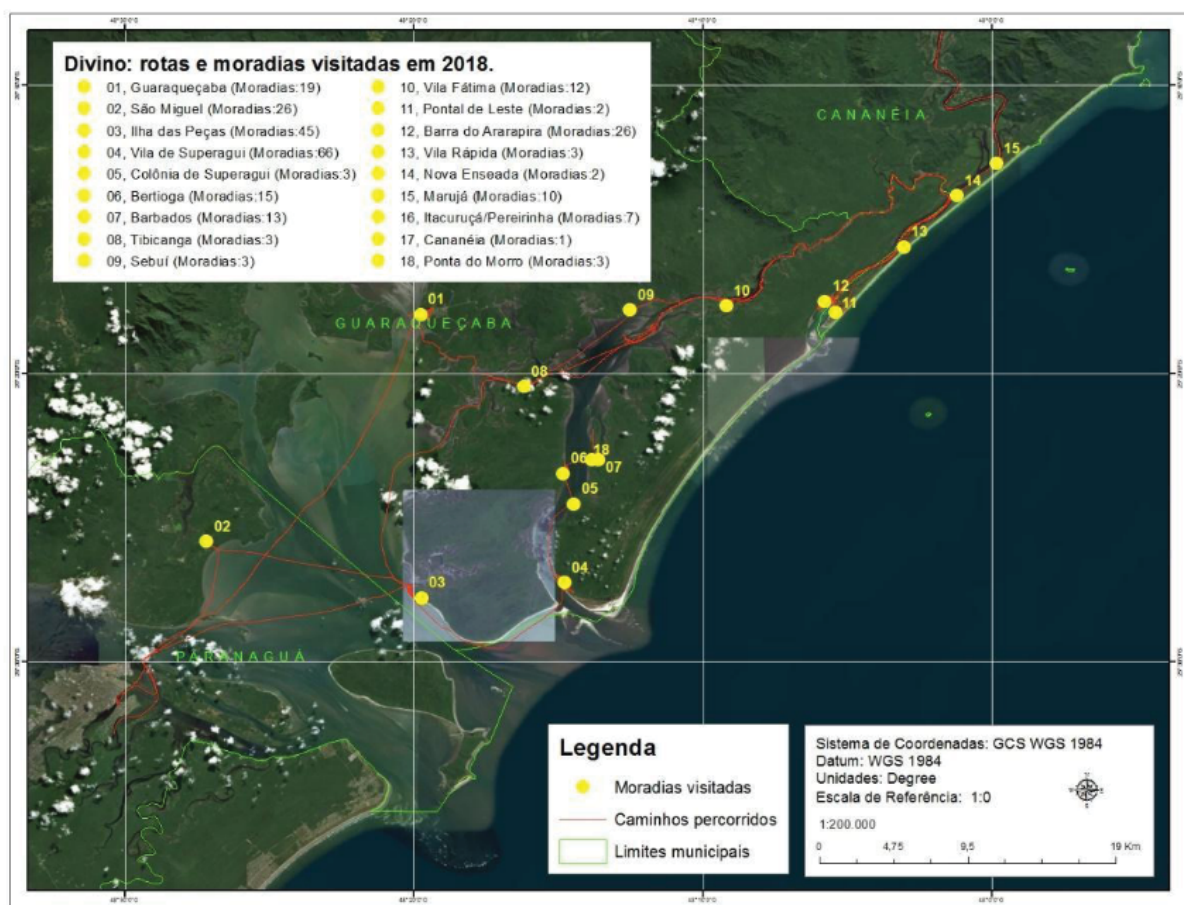 Divino: rotas e moradias visitadas em 2018.
01, Guaraqueçaba (Moradias:19)
02, São Miguel (Moradias:26)
03, Ilha das Peças (Moradias:45)
04, Vila de Superagui (Moradias:66)
05, Colônia de Superagui (Moradias:3)
06, Bertioga (Moradias:15)
07, Barbados (Moradias:13)
08, Tibicanga (Moradias:3)
09, Sebuí (Moradias:3)
10, Vila Fátima (Moradias:12)
11, Pontal de Leste (Moradias:2)
12, Barra do Ararapira (Moradias:26)
13, Vila Rápida (Moradias:3)
14, Nova Enseada (Moradias:2)
15, Marujá (Moradias:10)
16, Itacuruçá/Pereirinha (Moradias:7)
17, Cananéia (Moradias:1)
18, Ponta do Morro (Moradias:3)
CANANÉIA
15
14
13
12
11
10
09
01
GUARAQUEÇABA
08
18
06
07
05
02
04
03
PARANAGUÁ
Legenda
Moradias visitadas
Caminhos percorridos
Limites municipais
Sistema de Coordenadas: GCS WGS 1984
Datum: WGS 1984
Unidades: Degree
Escala de Referência: 1:0
1:200.000
0 4,75 9,5 19 Km